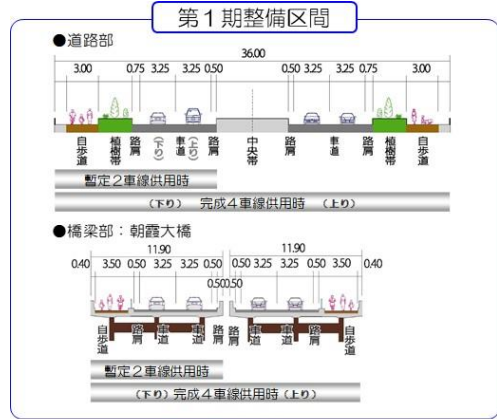 第1期整備区間
●道路部
36.00
3.00 0.75 3.25 3.25 0.50 0.50 3.25 3.25 0.75 3.00
自歩道 植樹帯 路肩 (下り) 車道 (上り) 路肩 中央帯 路肩 車道 路肩 植樹帯 自歩道
暫定2車線供用時
(下り) 完成4車線供用時 (上り)
●橋梁部:朝霞大橋
11.90 11.90
0.40 3.50 0.50 3.25 3.25 0.50 0.50 3.25 3.25 0.50 3.50 0.40
0.50 0.50
自歩道 路肩 車道 車道 路肩 路肩 車道 車道 路肩 自歩道
暫定2車線供用時
(下り)完成4車線供用時(上り)